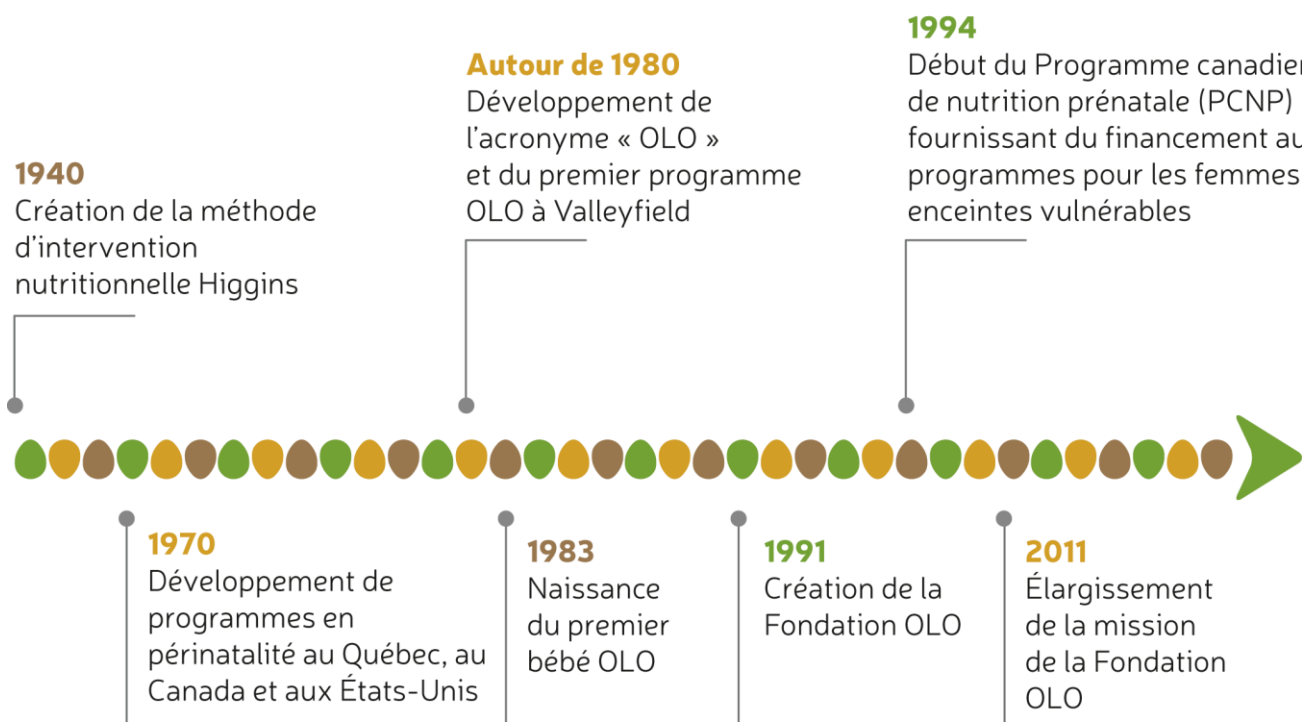 1994
Début du Programme canadien
de nutrition prénatale (PCNP)
fournissant du financement au
programmes pour les femmes
enceintes vulnérables
Autour de 1980
Développement de
l’acronyme « OLO »
et du premier programme
OLO à Valleyfield
1940
Création de la méthode
d’intervention
nutritionnelle Higgins
1970
Développement de
programmes en
périnatalité au Québec, au
Canada et aux États-Unis
1983
Naissance
du premier
bébé OLO
1991
Création de la
Fondation OLO
2011
Élargissement
de la mission
de la Fondation
OLO